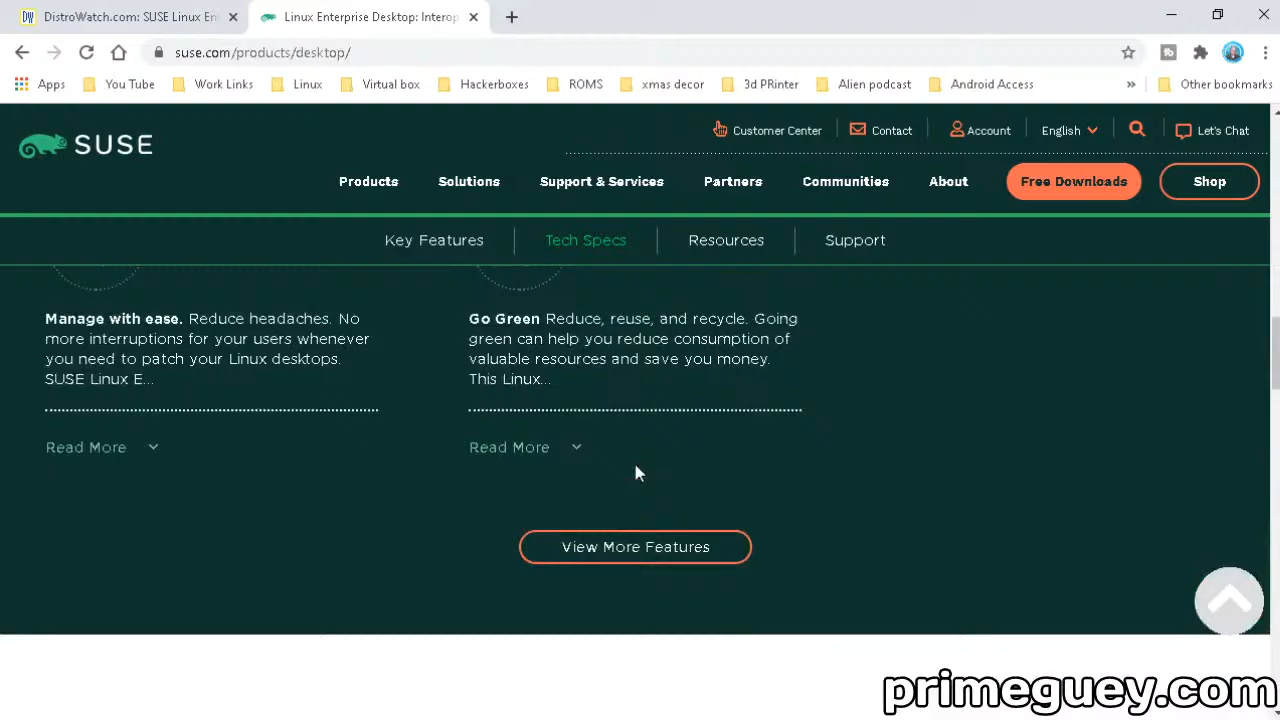 DistroWatch.com: SUSE Linux En
Linux Enterprise Desktop: Interop
suse.com/products/desktop/
Apps You Tube Work Links Linux Virtual box Hackerboxes ROMS xmas decor 3d PRinter Alien podcast Android Access » Other bookmarks
SUSE
Customer Center Contact Account English Let's Chat
Products Solutions Support & Services Partners Communities About Free Downloads Shop
Key Features Tech Specs Resources Support
Manage with ease. Reduce headaches. No
more interruptions for your users whenever
you need to patch your Linux desktops.
SUSE Linux E...
Read More
Go Green Reduce, reuse, and recycle. Going
green can help you reduce consumption of
valuable resources and save you money.
This Linux...
Read More
View More Features
primeguey.com